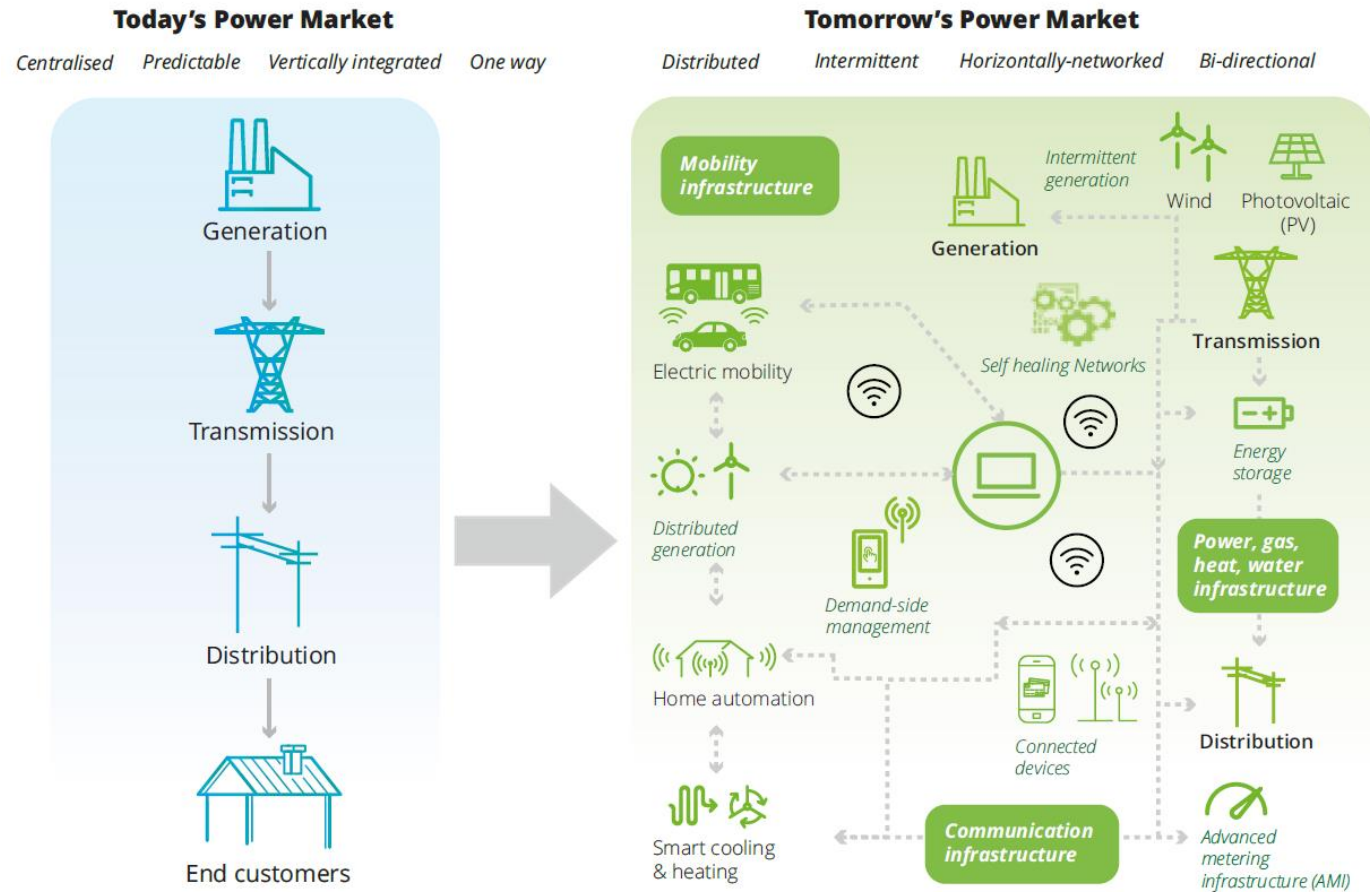 Today's Power Market
Centralised Predictable Vertically integrated One way
Generation
Transmission
Distribution
End customers
Tomorrow's Power Market
Distributed Intermittent Horizontally-networked Bi-directional
Mobility
infrastructure
Intermittent
generation
Wind
Photovoltaic
(PV)
Generation
Transmission
Self healing Networks
Electric mobility
Energy
storage
Distributed
generation
Power, gas,
heat, water
infrastructure
Demand-side
management
Home automation
Connected
devices
Distribution
Smart cooling
& heating
Communication
infrastructure
Advanced
metering
infrastructure (AMI)